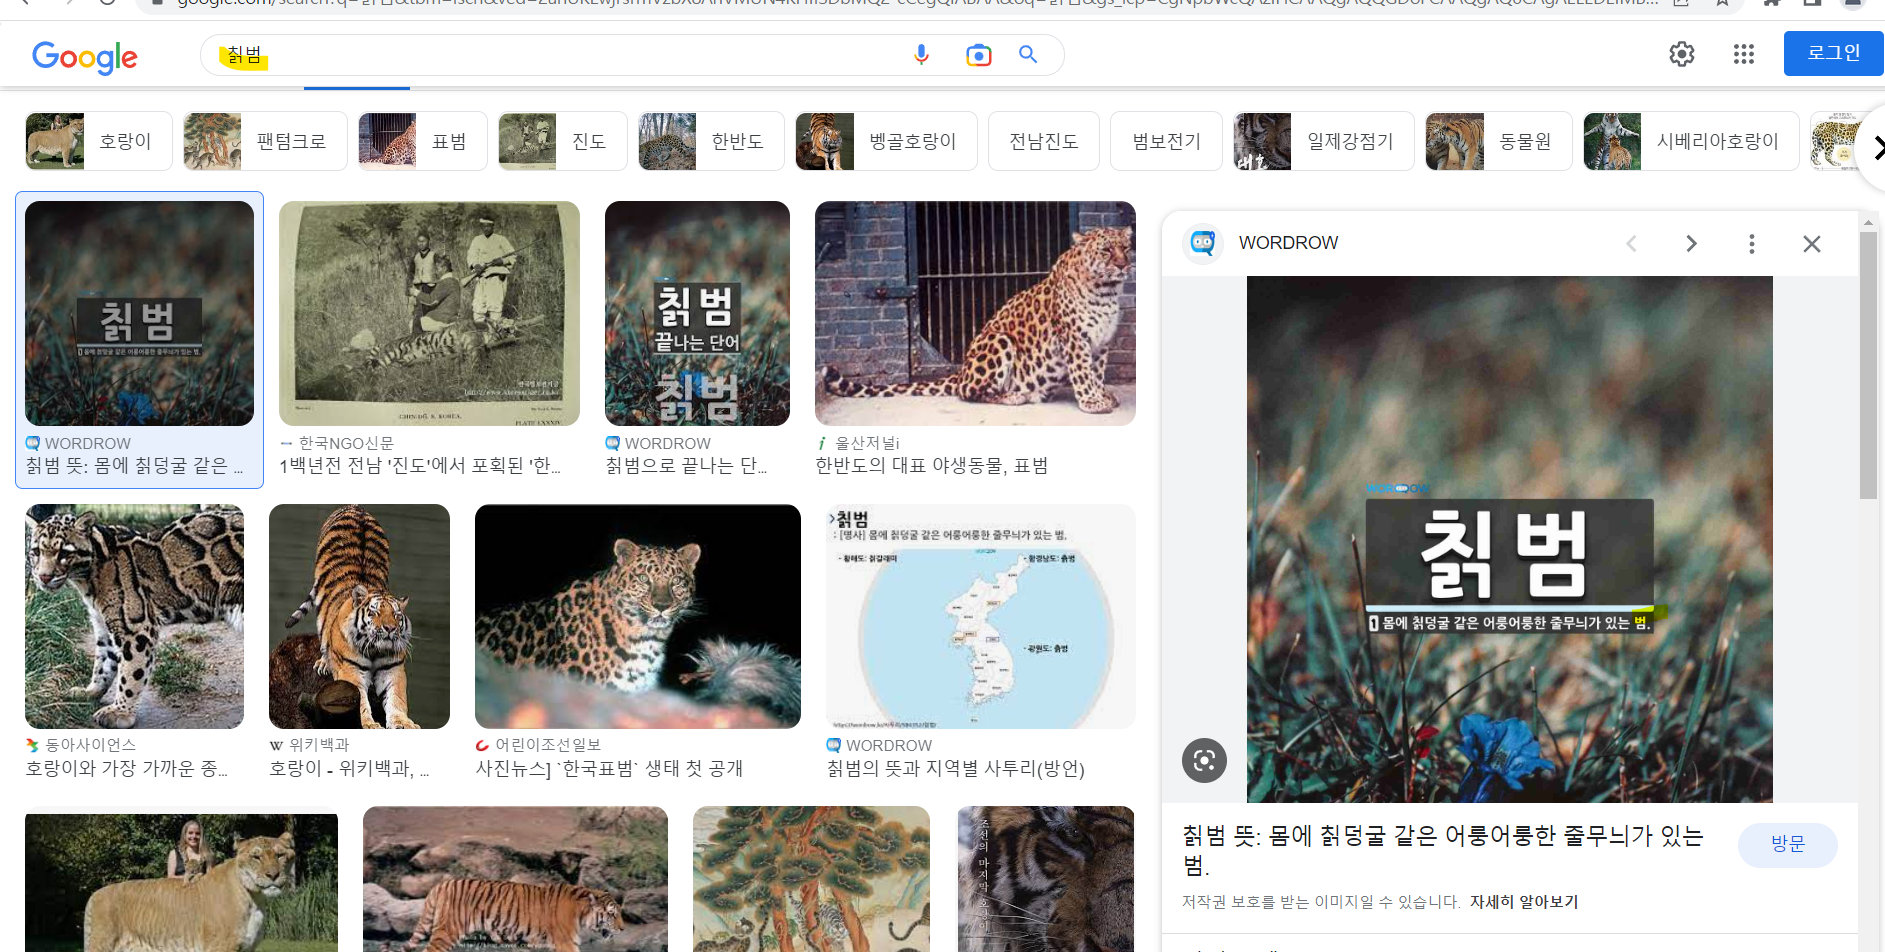 Google
칡범
로그인
호랑이
팬텀크로
표범
진도
한반도
벵골호랑이
전남진도
범보전기
대호
일제강점기
동물원
시베리아호랑이
칡범
1 몸에 칡덩굴 같은 어룽어룽한 줄무늬가 있는 범.
WORDROW
칡범 뜻: 몸에 칡덩굴 같은 ...
CHIN-DO, S. KOREA.
PLATE LXXXIV.
한국NGO신문
1백년전 전남 '진도'에서 포획된 '한...
칡범
끝나는 단어
칡범
WORDROW
칡범으로 끝나는 단...
울산저널i
한반도의 대표 야생동물, 표범
동아사이언스
호랑이와 가장 가까운 종...
W 위키백과
호랑이 - 위키백과, ...
어린이조선일보
사진뉴스] `한국표범` 생태 첫 공개
칡범
: [명사] 몸에 칡덩굴 같은 어룽어룽한 줄무늬가 있는 범.
- 황해도: 칡갈래미
- 함경남도: 츩범
- 강원도: 츩범
WORDROW
칡범의 뜻과 지역별 사투리(방언)
조선의 마지막 호랑이
WORDROW
WORDROW
칡범
1 몸에 칡덩굴 같은 어룽어룽한 줄무늬가 있는 범.
칡범 뜻: 몸에 칡덩굴 같은 어룽어룽한 줄무늬가 있는
범.
방문
저작권 보호를 받는 이미지일 수 있습니다. 자세히 알아보기